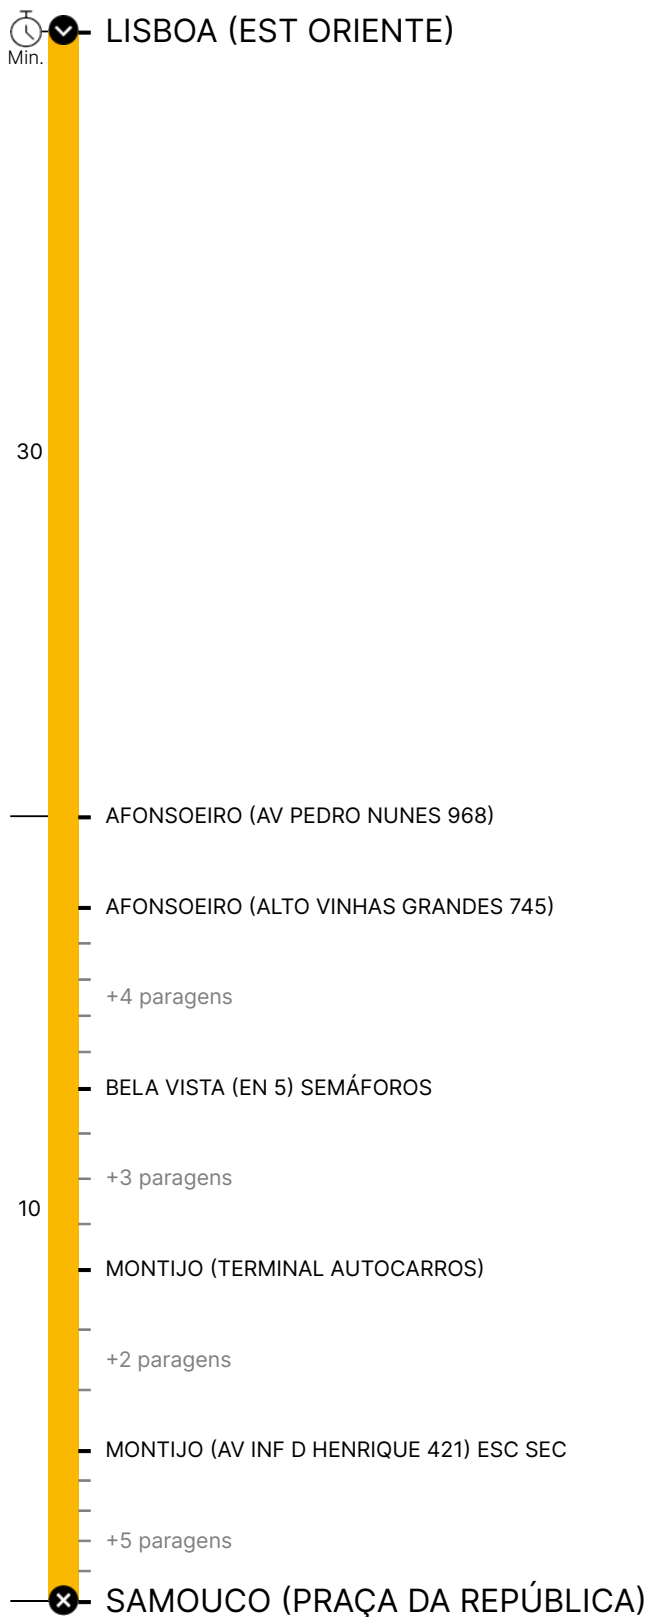 LISBOA (EST ORIENTE)
Min.
30
AFONSOEIRO (AV PEDRO NUNES 968)
AFONSOEIRO (ALTO VINHAS GRANDES 745)
+4 paragens
BELA VISTA (EN 5) SEMÁFOROS
+3 paragens
10
MONTIJO (TERMINAL AUTOCARROS)
+2 paragens
MONTIJO (AV INF D HENRIQUE 421) ESC SEC
+5 paragens
SAMOUCO (PRAÇA DA REPÚBLICA)